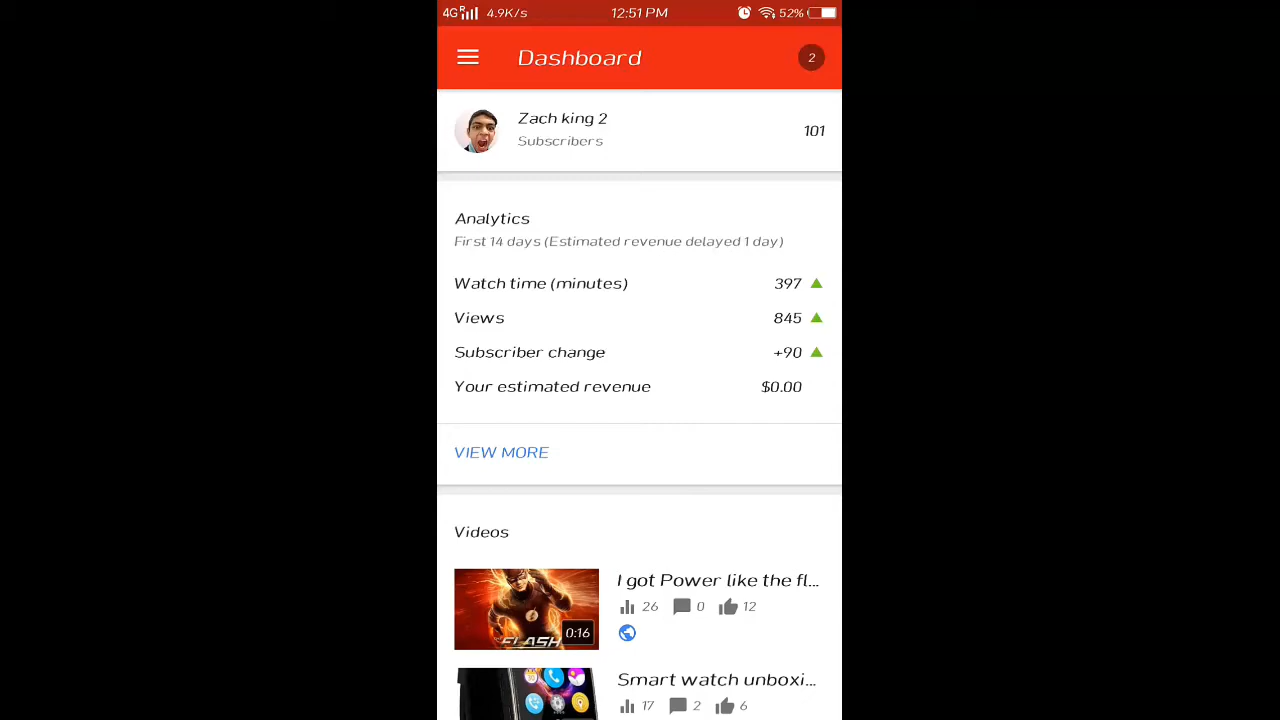 4G R 4.9K/s 12:51 PM 52%
Dashboard 2
Zach king 2
Subscribers 101
Analytics
First 14 days (Estimated revenue delayed 1 day)
Watch time (minutes) 397
Views 845
Subscriber change +90
Your estimated revenue $0.00
VIEW MORE
Videos
I got Power like the fl...
26 0 12
THE FLASH 0:16
Smart watch unboxi...
17 2 6